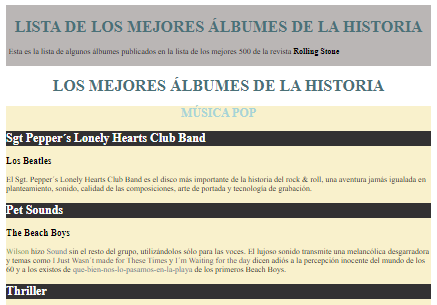 LISTA DE LOS MEJORES ÁLBUMES DE LA HISTORIA
Esta es la lista de algunos álbumes publicados en la lista de los mejores 500 de la revista Rolling Stone
LOS MEJORES ÁLBUMES DE LA HISTORIA
MÚSICA POP
Sgt Pepper´s Lonely Hearts Club Band
Los Beatles
El Sgt. Pepper´s Lonely Hearts Club Band es el disco más importante de la historia del rock & roll, una aventura jamás igualada en
planteamiento, sonido, calidad de las composiciones, arte de portada y tecnología de grabación.
Pet Sounds
The Beach Boys
Wilson hizo Sound sin el resto del grupo, utilizándolos sólo para las voces. El lujoso sonido transmite una melancólica desgarradora
y temas como I Just Wasn´t made for These Times y I´m Waiting for the day dicen adiós a la percepción inocente del mundo de los
60 y a los existos de que-bien-nos-lo-pasamos-en-la-playa de los primeros Beach Boys.
Thriller